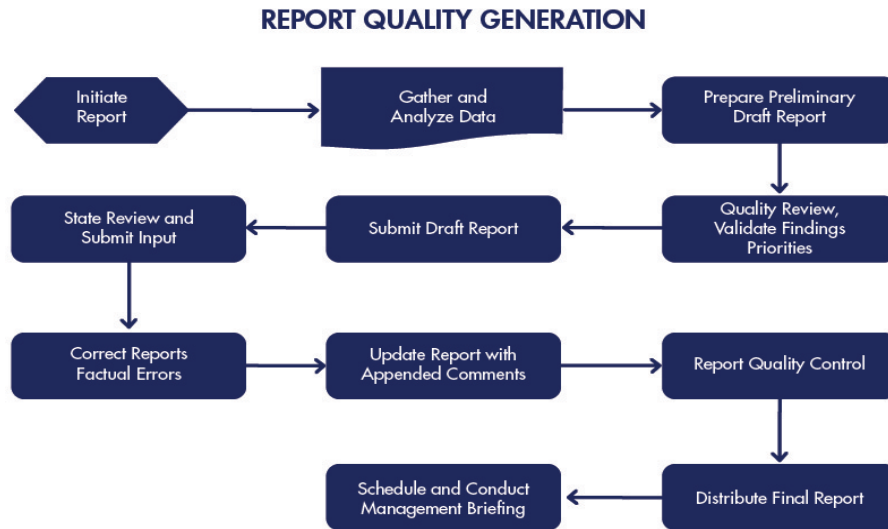 REPORT QUALITY GENERATION
Initiate
Report
Gather and
Analyze Data
Prepare Preliminary
Draft Report
Quality Review,
Validate Findings
Priorities
Submit Draft Report
State Review and
Submit Input
Correct Reports
Factual Errors
Update Report with
Appended Comments
Report Quality Control
Distribute Final Report
Schedule and Conduct
Management Briefing